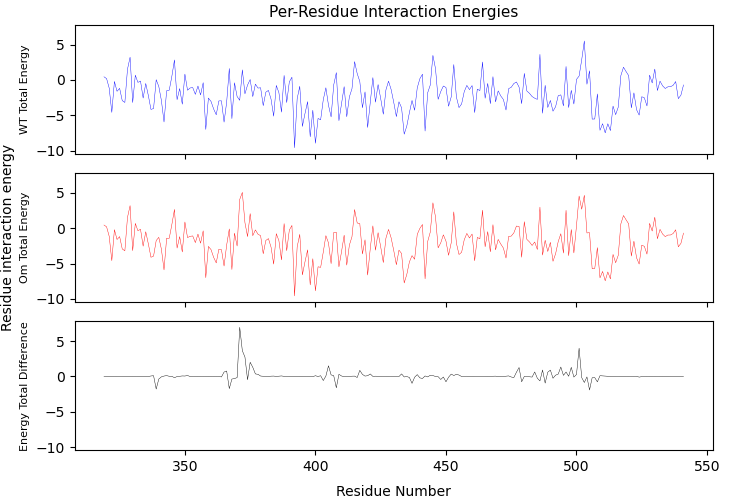 Per-Residue Interaction Energies
Residue interaction energy
WT Total Energy
5
0
−5
−10
Om Total Energy
5
0
−5
−10
Energy Total Difference
5
0
−5
−10
350 400 450 500 550
Residue Number